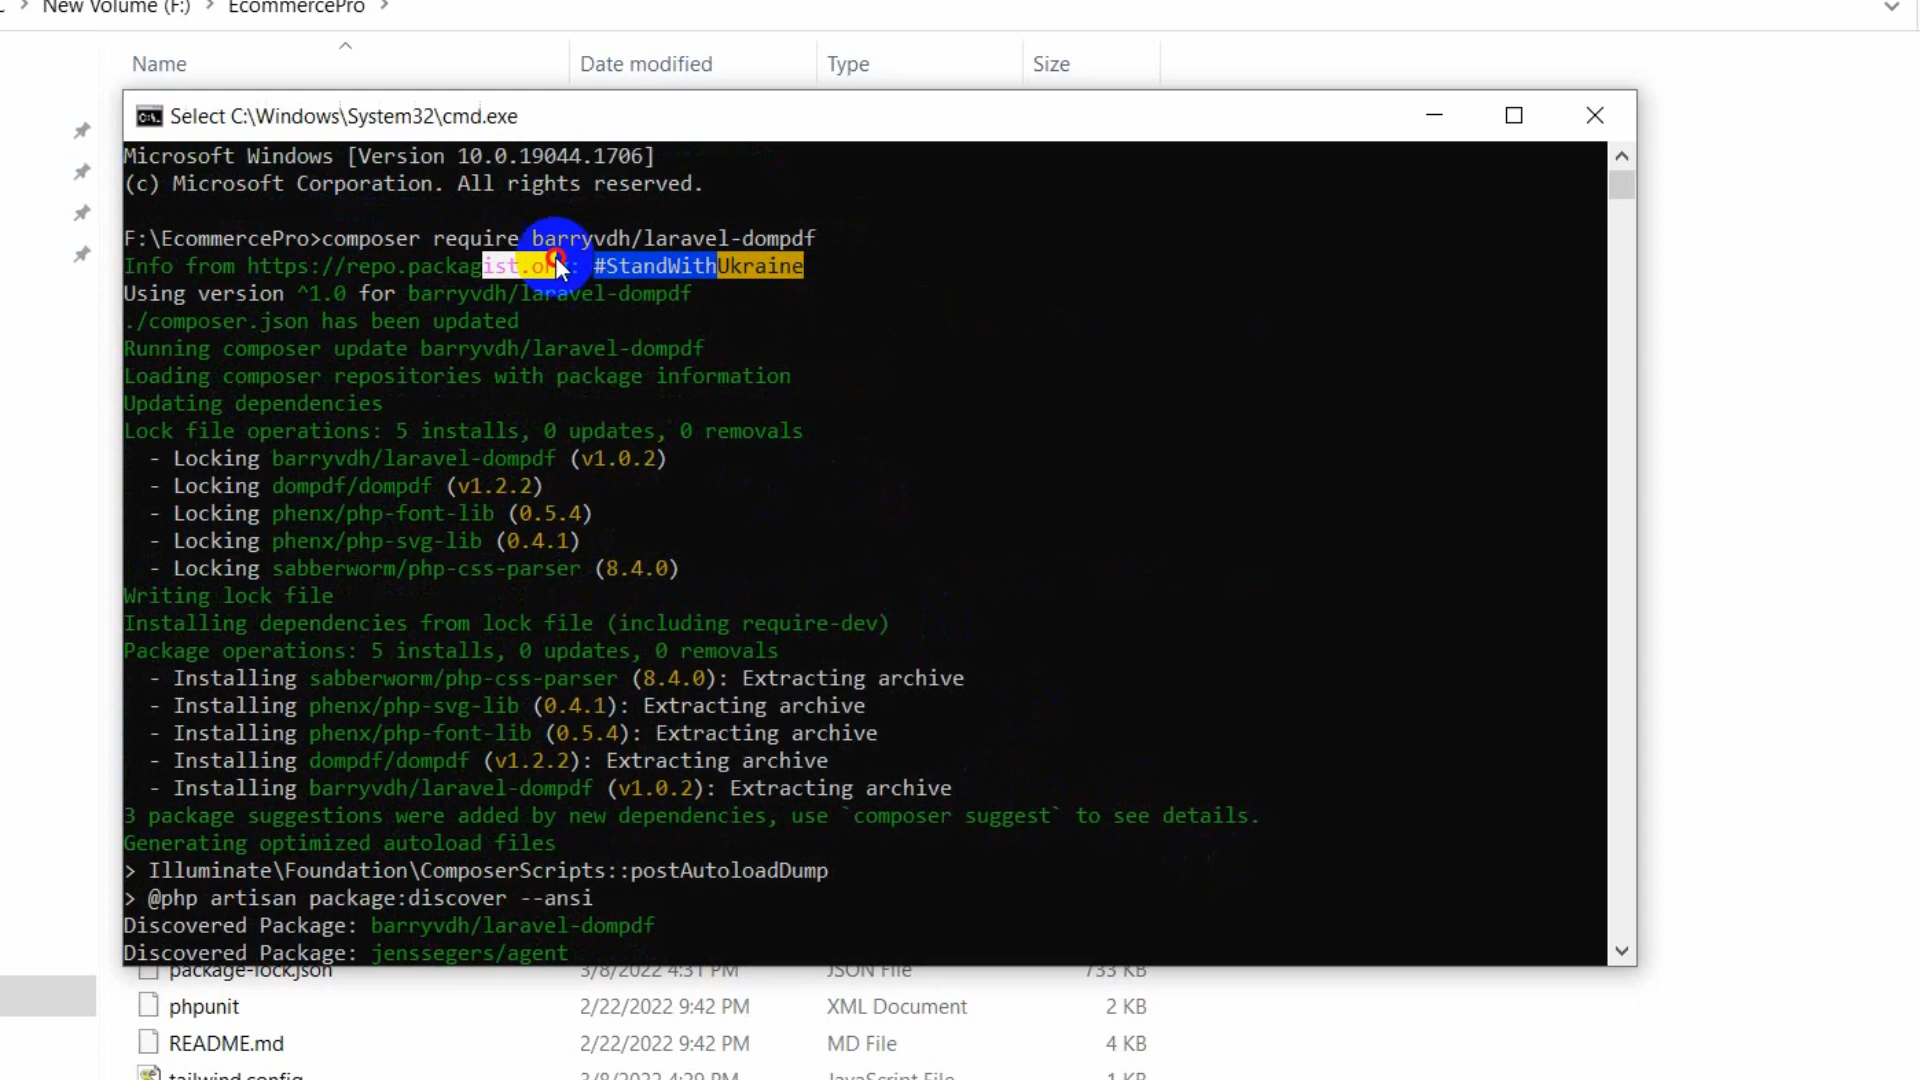 New Volume (F:) > EcommercePro >
Name Date modified Type Size
Select C:\Windows\System32\cmd.exe
Microsoft Windows [Version 10.0.19044.1706]
(c) Microsoft Corporation. All rights reserved.
F:\EcommercePro>composer require barryvdh/laravel-dompdf
Info from https://repo.packagist.org: #StandWithUkraine
Using version ^1.0 for barryvdh/laravel-dompdf
./composer.json has been updated
Running composer update barryvdh/laravel-dompdf
Loading composer repositories with package information
Updating dependencies
Lock file operations: 5 installs, 0 updates, 0 removals
- Locking barryvdh/laravel-dompdf (v1.0.2)
- Locking dompdf/dompdf (v1.2.2)
- Locking phenx/php-font-lib (0.5.4)
- Locking phenx/php-svg-lib (0.4.1)
- Locking sabberworm/php-css-parser (8.4.0)
Writing lock file
Installing dependencies from lock file (including require-dev)
Package operations: 5 installs, 0 updates, 0 removals
- Installing sabberworm/php-css-parser (8.4.0): Extracting archive
- Installing phenx/php-svg-lib (0.4.1): Extracting archive
- Installing phenx/php-font-lib (0.5.4): Extracting archive
- Installing dompdf/dompdf (v1.2.2): Extracting archive
- Installing barryvdh/laravel-dompdf (v1.0.2): Extracting archive
3 package suggestions were added by new dependencies, use `composer suggest` to see details.
Generating optimized autoload files
> Illuminate\Foundation\ComposerScripts::postAutoloadDump
> @php artisan package:discover --ansi
Discovered Package: barryvdh/laravel-dompdf
Discovered Package: jenssegers/agent
package-lock.json 3/8/2022 4:31 PM JSON File 733 KB
phpunit 2/22/2022 9:42 PM XML Document 2 KB
README.md 2/22/2022 9:42 PM MD File 4 KB
tailwind.config 3/8/2022 4:29 PM JavaScript File 1 KB